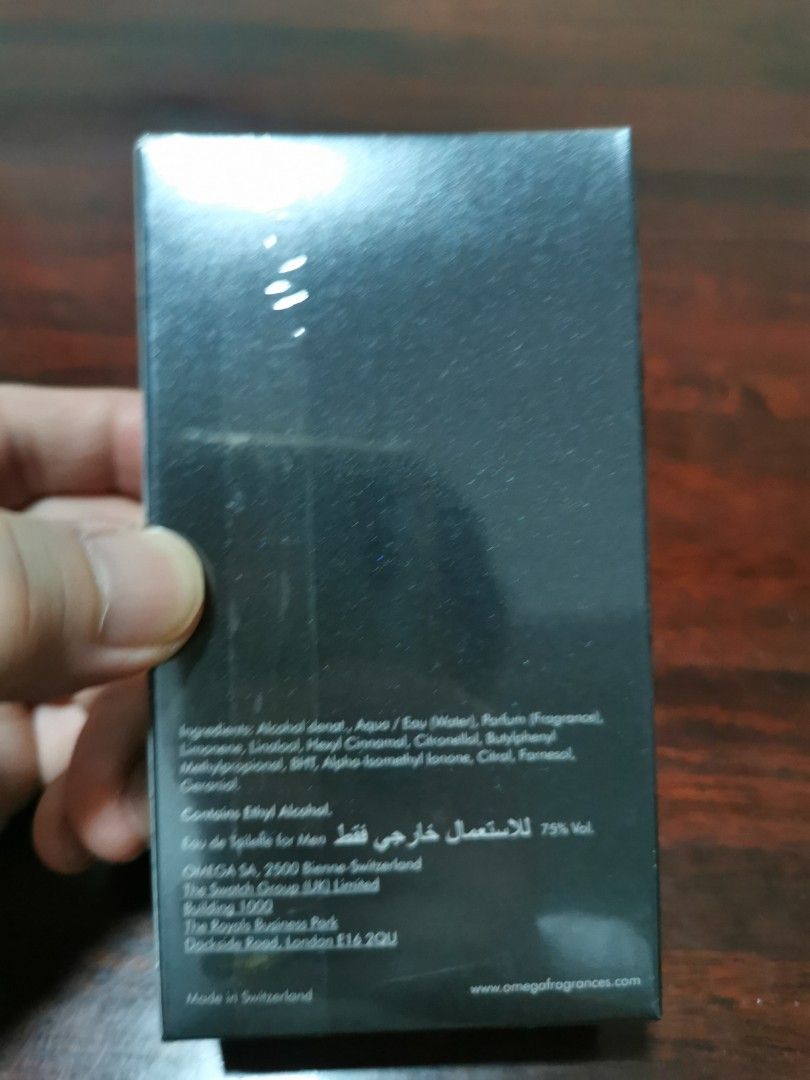 Ingredients: Alcohol denat., Aqua / Eau (Water), Parfum (Fragrance),
Limonene, Linalool, Hexyl Cinnamal, Citronellol, Butylphenyl
Methylpropional, BHT, Alpha-Isomethyl Ionone, Citral, Farnesol,
Geraniol.
Contains Ethyl Alcohol.
Eau de Toilette for Men للاستعمال خارجي فقط 75% Vol.
OMEGA SA, 2500 Bienne-Switzerland
The Swatch Group (UK) Limited
Building 1000
The Royals Business Park
Dockside Road, London E16 2QU
Made in Switzerland
www.omegafragrances.com